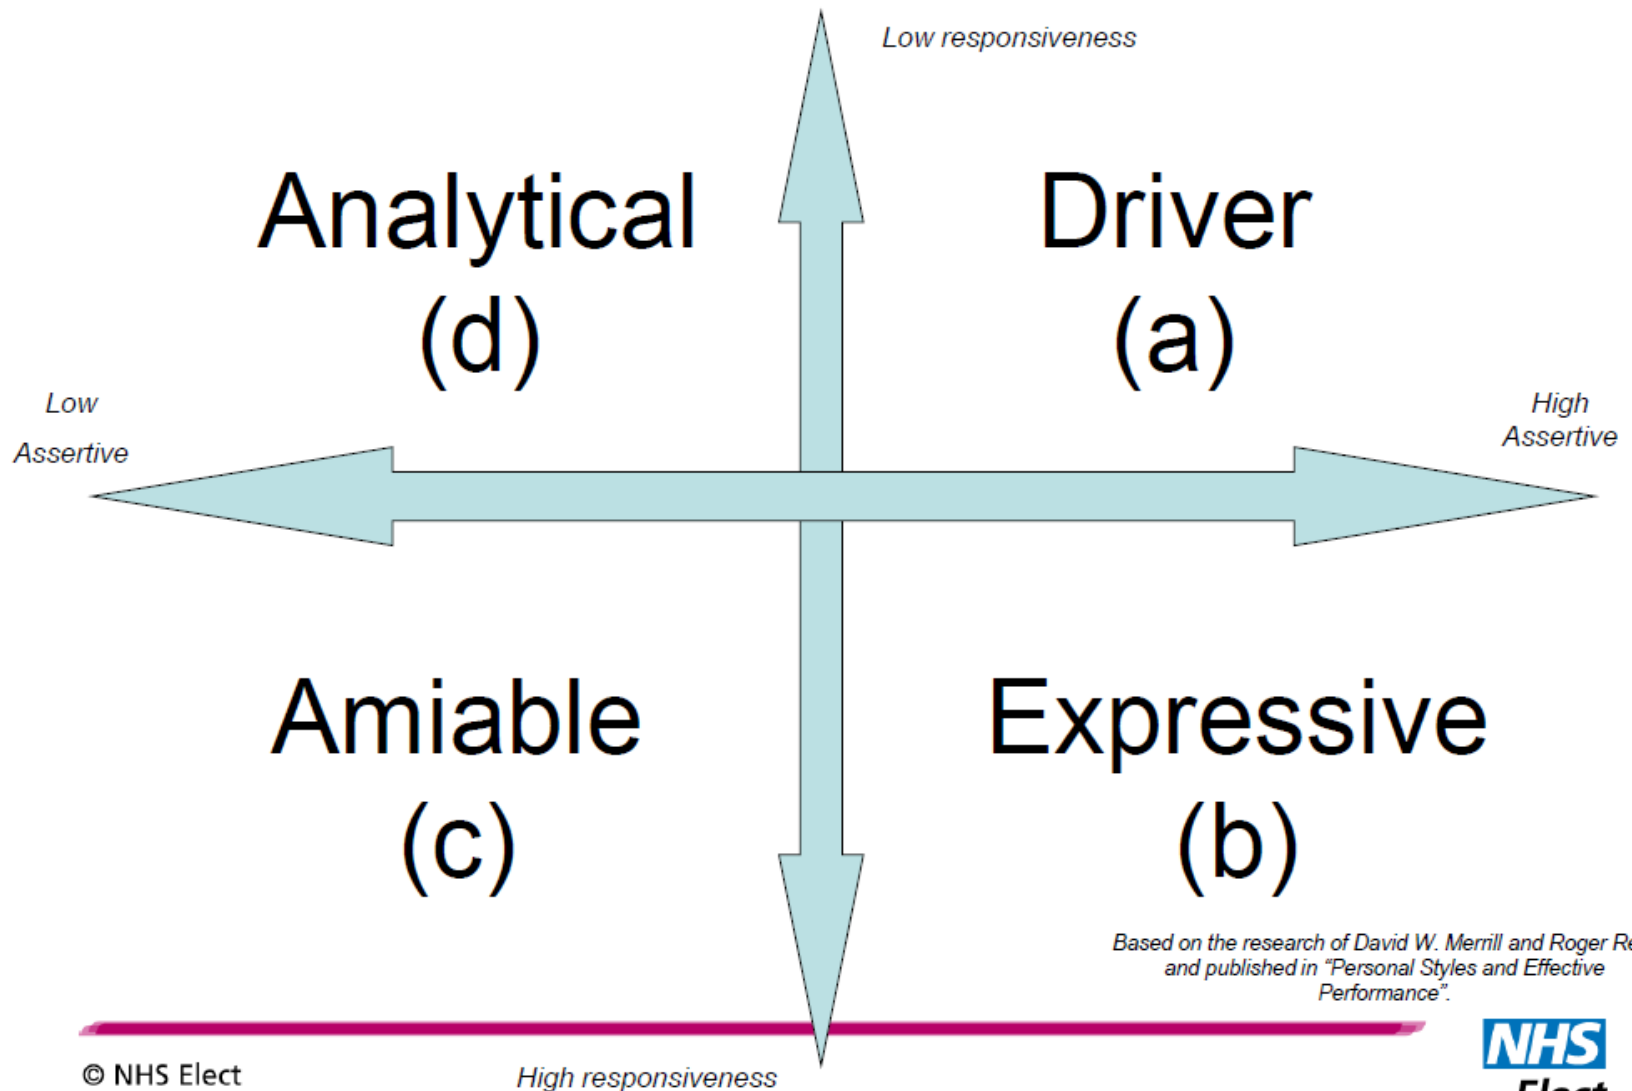 Low responsiveness
Analytical
(d)
Driver
(a)
Low
Assertive
High
Assertive
Amiable
(c)
Expressive
(b)
Based on the research of David W. Merrill and Roger
and published in “Personal Styles and Effective
Performance”.
© NHS Elect
High responsiveness
NHS
Elect